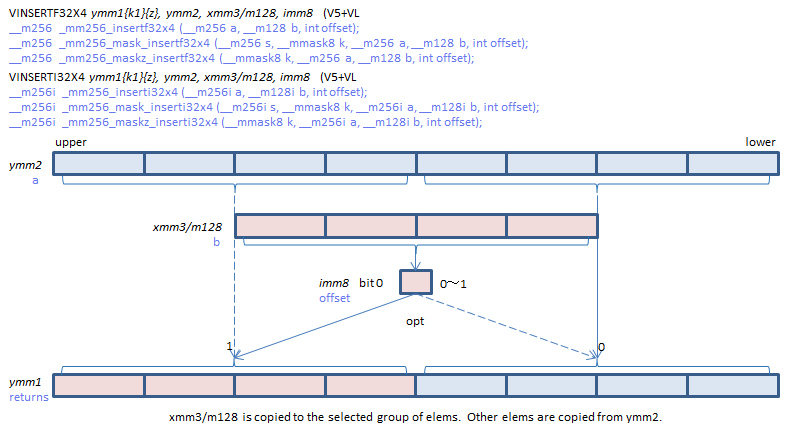 VINSERTF32X4 ymm1{k1}{z}, ymm2, xmm3/m128, imm8 (V5+VL
__m256 _mm256_insertf32x4 (__m256 a, __m128 b, int offset);
__m256 _mm256_mask_insertf32x4 (__m256 s, __mmask8 k, __m256 a, __m128 b, int offset);
__m256 _mm256_maskz_insertf32x4 (__mmask8 k, __m256 a, __m128 b, int offset);
VINSERTI32X4 ymm1{k1}{z}, ymm2, xmm3/m128, imm8 (V5+VL
__m256i _mm256_inserti32x4 (__m256i a, __m128i b, int offset);
__m256i _mm256_mask_inserti32x4 (__m256i s, __mmask8 k, __m256i a, __m128i b, int offset);
__m256i _mm256_maskz_inserti32x4 (__mmask8 k, __m256i a, __m128i b, int offset);
upper lower
ymm2
a
xmm3/m128
b
imm8 bit 0 0～1
offset
opt
1 0
ymm1
returns
xmm3/m128 is copied to the selected group of elems. Other elems are copied from ymm2.